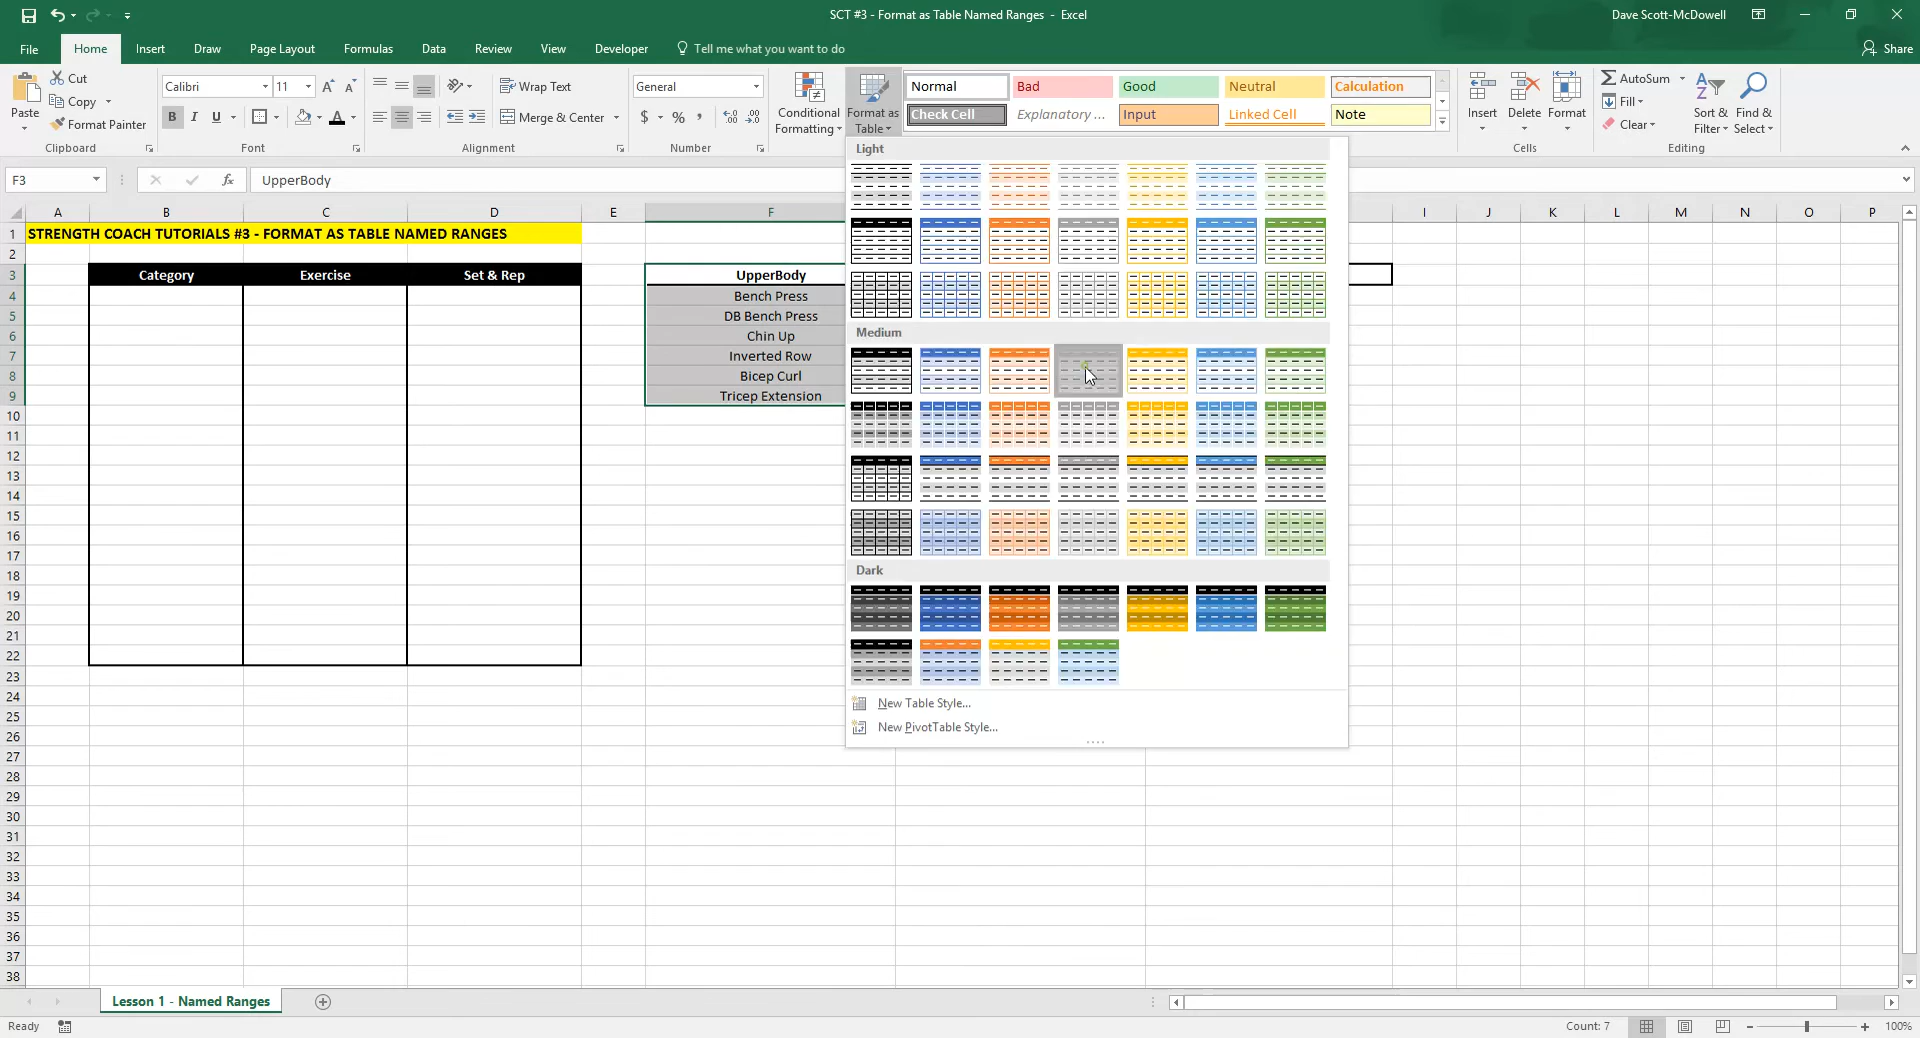 SCT #3 - Format as Table Named Ranges - Excel
Dave Scott-McDowell
File Home Insert Draw Page Layout Formulas Data Review View Developer Tell me what you want to do Share
Cut
Copy
Format Painter
Paste
Clipboard
Calibri 11
B I U
Font
Wrap Text
Merge & Center
Alignment
General
$ % ,
Number
Conditional Formatting
Format as Table
Normal Bad Good Neutral Calculation
Check Cell Explanatory ... Input Linked Cell Note
Insert Delete Format
Cells
AutoSum
Fill
Clear
Sort & Filter
Find & Select
Editing
F3 fx UpperBody
A B C D E F I J K L M N O P
1 STRENGTH COACH TUTORIALS #3 - FORMAT AS TABLE NAMED RANGES
2
3 Category Exercise Set & Rep UpperBody
4 Bench Press
5 DB Bench Press
6 Chin Up
7 Inverted Row
8 Bicep Curl
9 Tricep Extension
10
11
12
13
14
15
16
17
18
19
20
21
22
23
24
25
26
27
28
29
30
31
32
33
34
35
36
37
38
Light
Medium
Dark
New Table Style...
New PivotTable Style...
Lesson 1 - Named Ranges
Ready Count: 7 100%